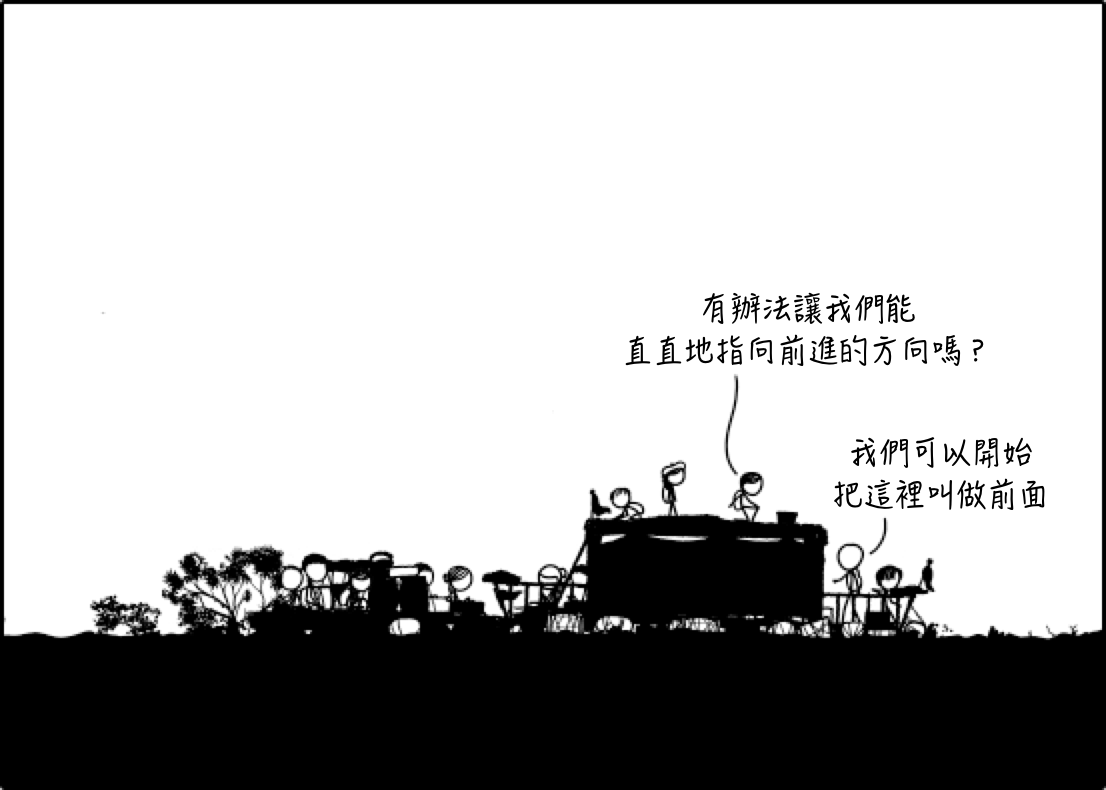 有辦法讓我們能
直直地指向前進的方向嗎？
我們可以開始
把這裡叫做前面